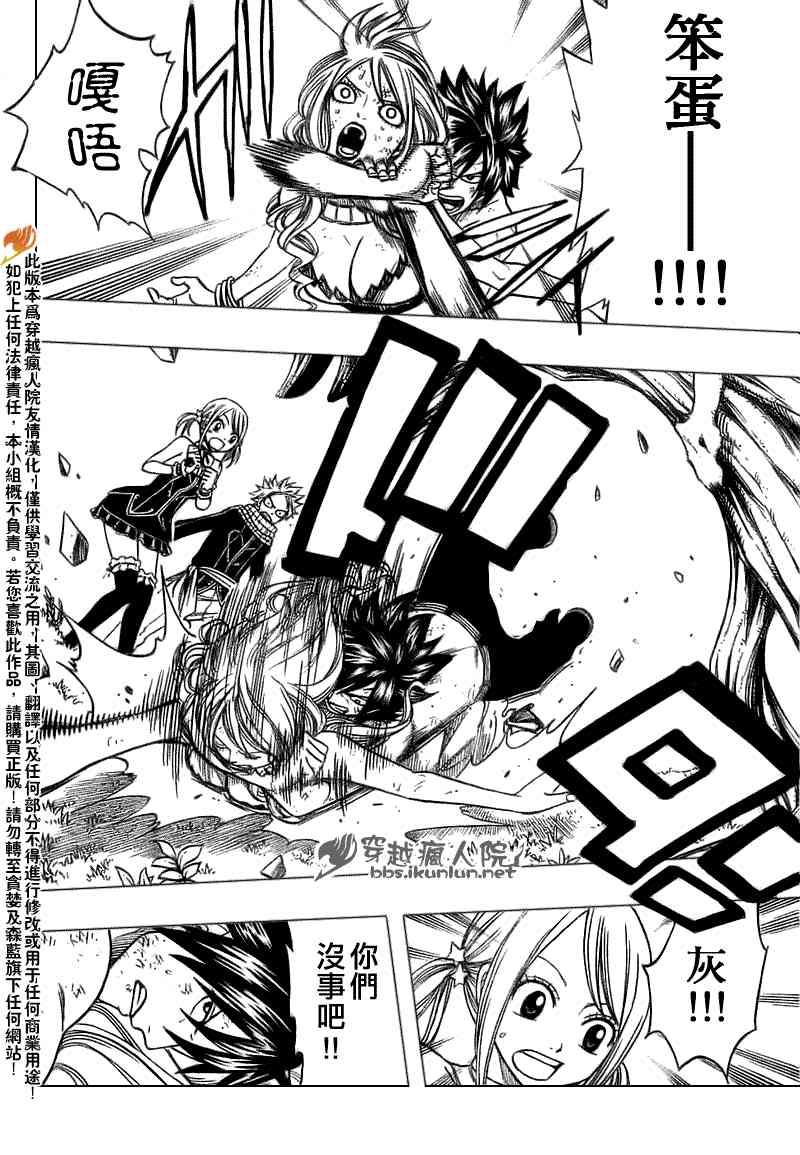 笨蛋——!!!!
嘎唔
灰!!!
你們
沒事吧!!
穿越瘋人院
bbs.ikunlun.net
此版本爲穿越瘋人院友情漢化！僅供學習交流之用！其圖、翻譯以及任何部分不得進行修改或用于任何商業用途！
如犯上任何法律責任，本小組概不負責。若您喜歡此作品，請購買正版！請勿轉至貪婪及森藍旗下任何網站！